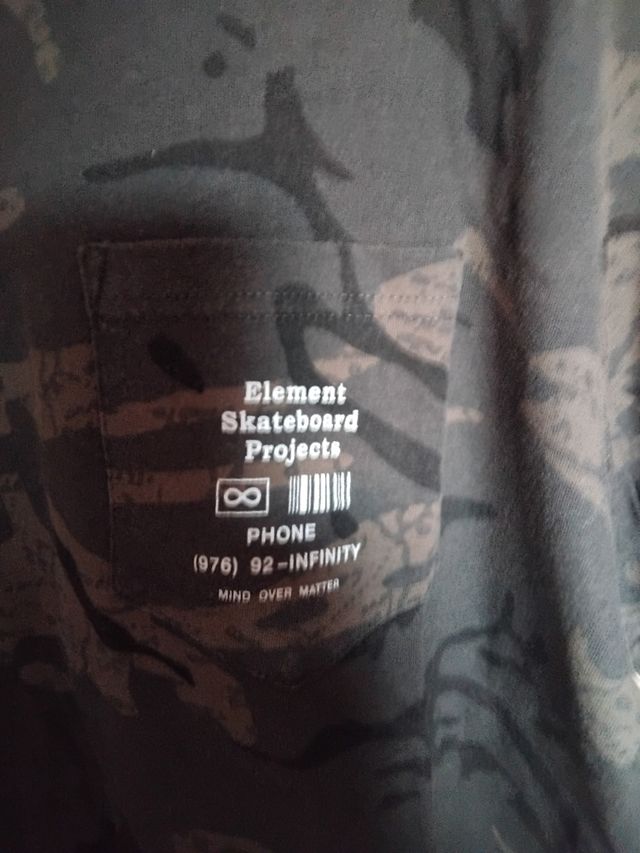 Element
Skateboard
Projects
PHONE
(976) 92-INFINITY
MIND OVER MATTER